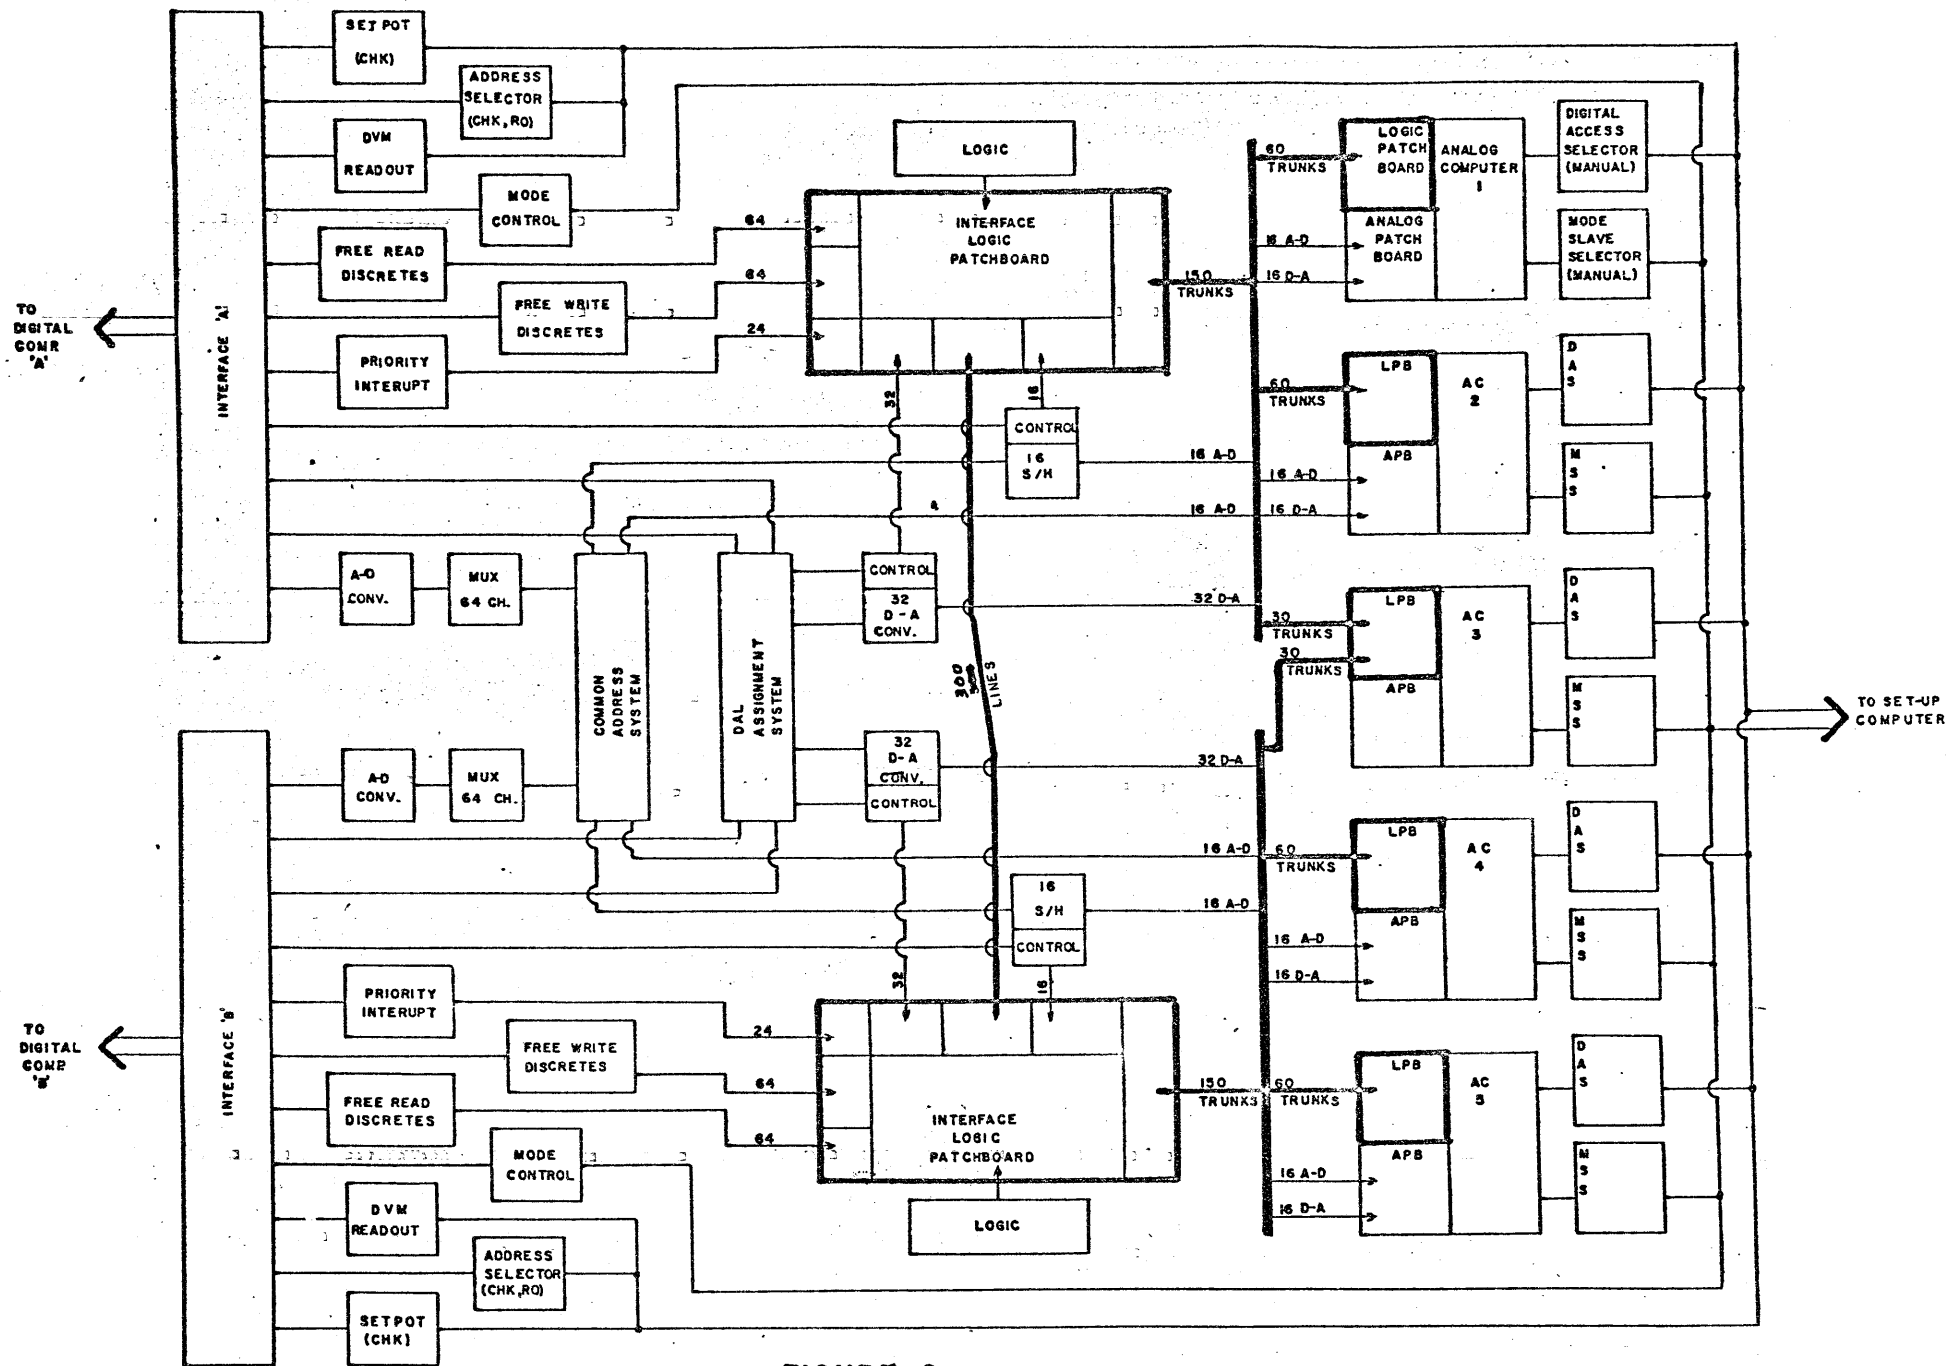 SET POT
(CHK)
ADDRESS
SELECTOR
(CHK, RO)
DVM
READOUT
MODE
CONTROL
FREE READ
DISCRETES
FREE WRITE
DISCRETES
PRIORITY
INTERUPT
TO
DIGITAL
COMP.
'A'
INTERFACE 'A'
64
64
24
LOGIC
INTERFACE
LOGIC
PATCHBOARD
150
TRUNKS
32
16
CONTROL
16
S/H
16 A-D
16 A-D
A-D
CONV.
MUX
64 CH.
COMMON
ADDRESS
SYSTEM
DAL
ASSIGNMENT
SYSTEM
CONTROL
32
D-A
CONV.
32 D-A
300
LINES
60
TRUNKS
16 A-D
16 D-A
LOGIC
PATCH
BOARD
ANALOG
PATCH
BOARD
ANALOG
COMPUTER
1
DIGITAL
ACCESS
SELECTOR
(MANUAL)
MODE
SLAVE
SELECTOR
(MANUAL)
60
TRUNKS
16 A-D
16 D-A
LPB
APB
AC
2
DAS
MSS
30
TRUNKS
30
TRUNKS
LPB
APB
AC
3
DAS
MSS
TO SET-UP
COMPUTER
A-D
CONV.
MUX
64 CH.
32
D-A
CONV.
CONTROL
32 D-A
16 A-D
16
S/H
CONTROL
16 A-D
32
16
60
TRUNKS
16 A-D
16 D-A
LPB
APB
AC
4
DAS
MSS
TO
DIGITAL
COMP.
'B'
INTERFACE 'B'
PRIORITY
INTERUPT
FREE WRITE
DISCRETES
FREE READ
DISCRETES
MODE
CONTROL
DVM
READOUT
ADDRESS
SELECTOR
(CHK, RO)
SET POT
(CHK)
24
64
64
INTERFACE
LOGIC
PATCHBOARD
LOGIC
150
TRUNKS
60
TRUNKS
16 A-D
16 D-A
LPB
APB
AC
5
DAS
MSS